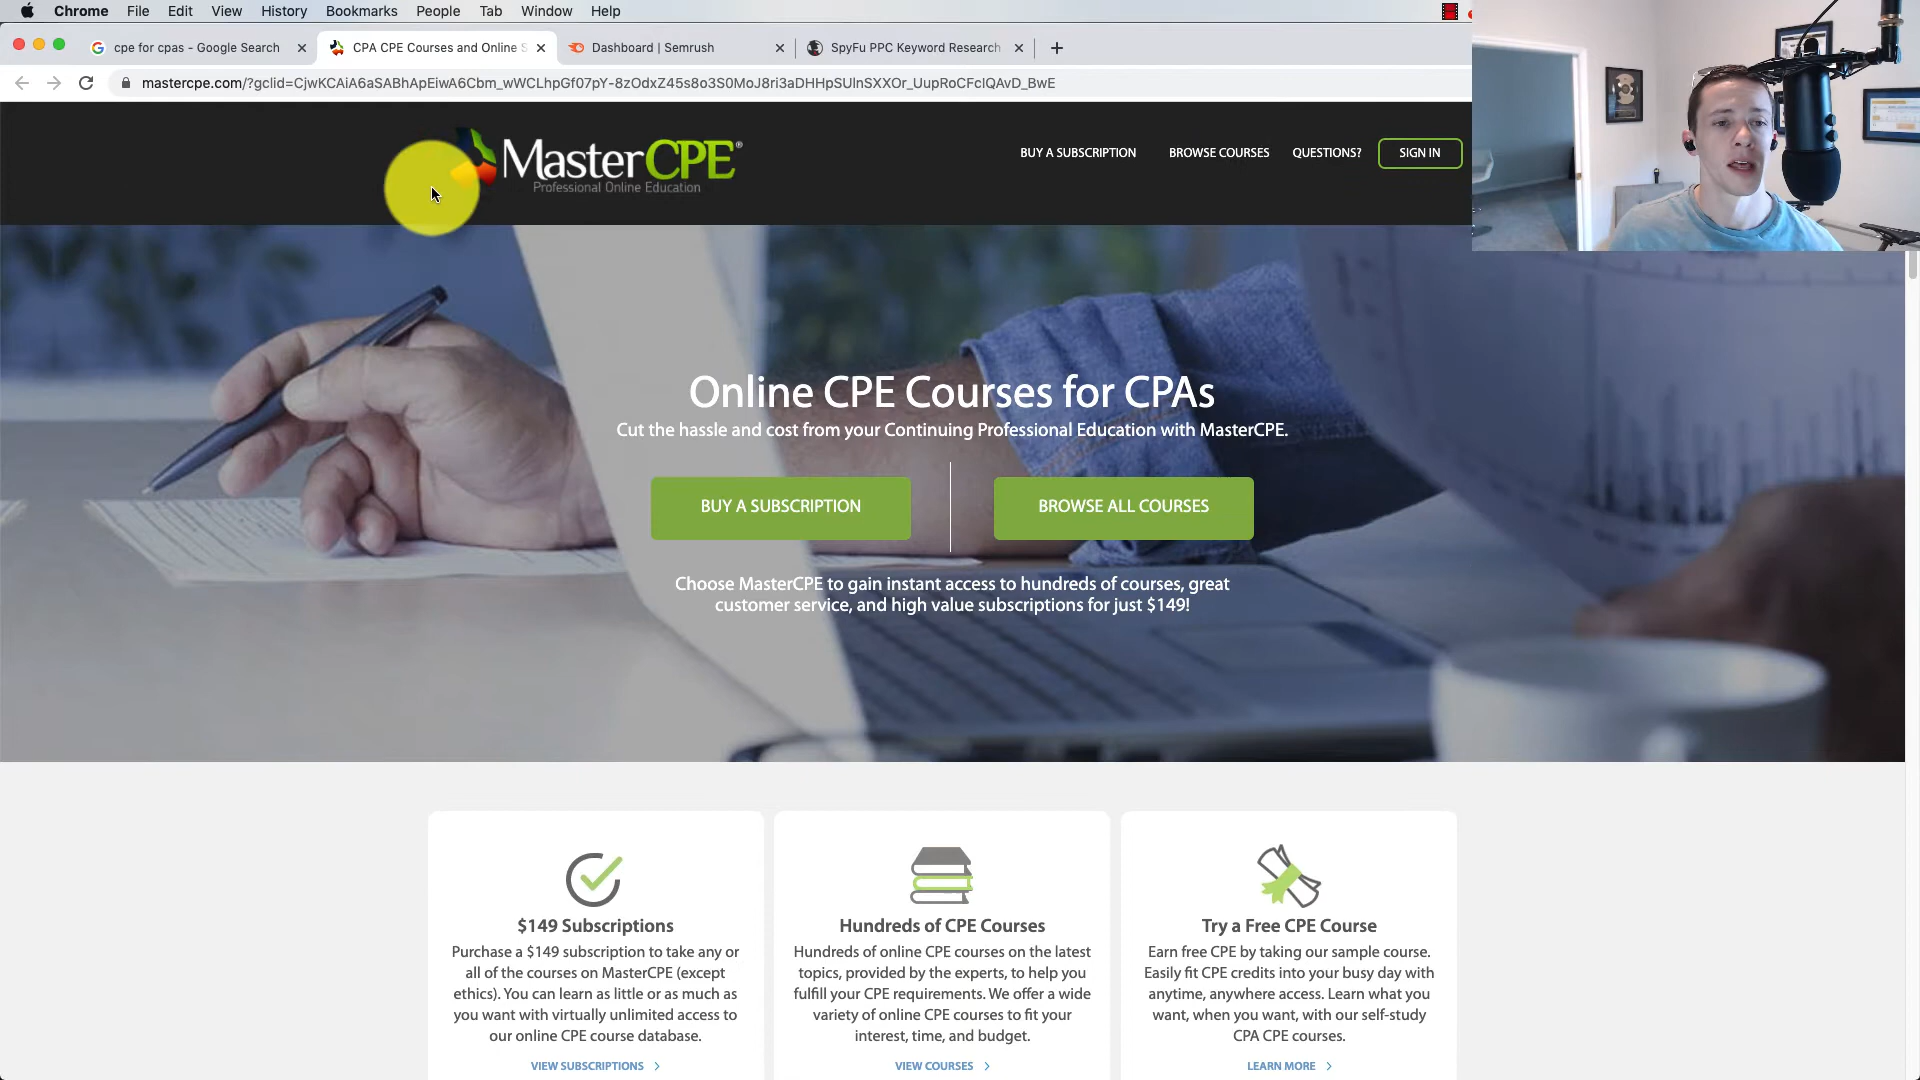 Chrome File Edit View History Bookmarks People Tab Window Help
cpe for cpas - Google Search
CPA CPE Courses and Online S
Dashboard | Semrush
SpyFu PPC Keyword Research
mastercpe.com/?gclid=CjwKCAiA6aSABhApEiwA6Cbm_wWCLhpGf07pY-8zOdxZ45s8o3S0MoJ8ri3aDHHpSUlnSXXOr_UupRoCFcIQAvD_BwE
MasterCPE®
Professional Online Education
BUY A SUBSCRIPTION
BROWSE COURSES
QUESTIONS?
SIGN IN
Online CPE Courses for CPAs
Cut the hassle and cost from your Continuing Professional Education with MasterCPE.
BUY A SUBSCRIPTION
BROWSE ALL COURSES
Choose MasterCPE to gain instant access to hundreds of courses, great
customer service, and high value subscriptions for just $149!
$149 Subscriptions
Purchase a $149 subscription to take any or
all of the courses on MasterCPE (except
ethics). You can learn as little or as much as
you want with virtually unlimited access to
our online CPE course database.
VIEW SUBSCRIPTIONS
Hundreds of CPE Courses
Hundreds of online CPE courses on the latest
topics, provided by the experts, to help you
fulfill your CPE requirements. We offer a wide
variety of online CPE courses to fit your
interest, time, and budget.
VIEW COURSES
Try a Free CPE Course
Earn free CPE by taking our sample course.
Easily fit CPE credits into your busy day with
anytime, anywhere access. Learn what you
want, when you want, with our self-study
CPA CPE courses.
LEARN MORE